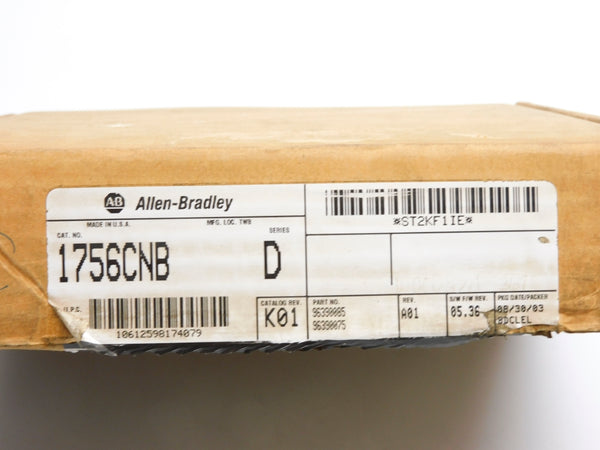 AB Allen-Bradley
MADE IN U.S.A. MFG. LOC. TWB
CAT. NO. SERIES
1756CNB D
U.P.C.
10612598174079
CATALOG REV.
K01
*ST2KF1IE*
PART NO.
96390005
96390075
REV.
A01
S/W F/W REV.
05.36
PKG DATE/PACKER
08/30/03
BDCLEL